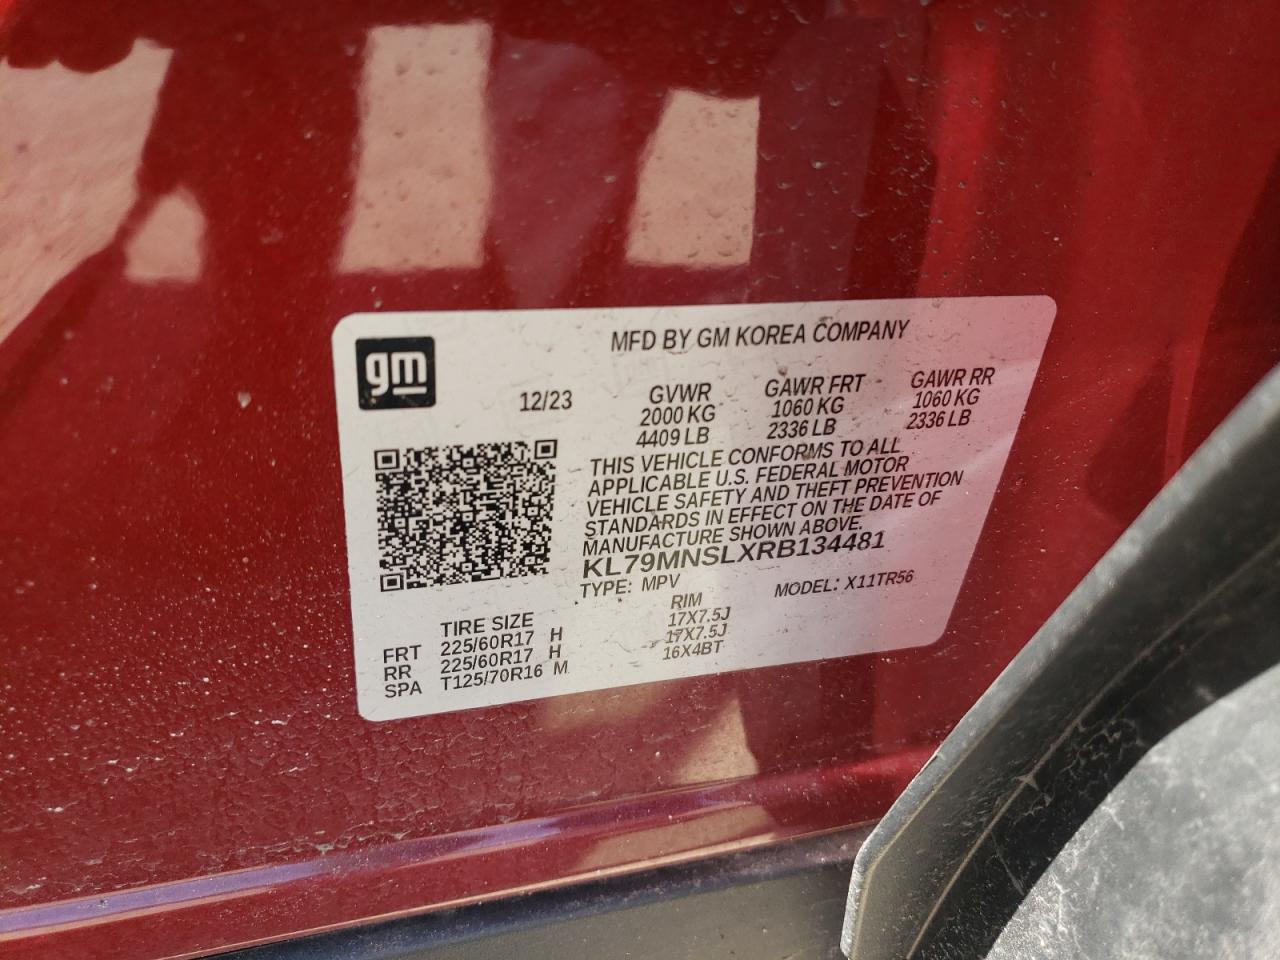 gm
MFD BY GM KOREA COMPANY
12/23 GVWR GAWR FRT GAWR RR
2000 KG 1060 KG 1060 KG
4409 LB 2336 LB 2336 LB
THIS VEHICLE CONFORMS TO ALL
APPLICABLE U.S. FEDERAL MOTOR
VEHICLE SAFETY AND THEFT PREVENTION
STANDARDS IN EFFECT ON THE DATE OF
MANUFACTURE SHOWN ABOVE.
KL79MNSLXRB134481
TYPE: MPV MODEL: X11TR56
TIRE SIZE RIM
FRT 225/60R17 H 17X7.5J
RR 225/60R17 H 17X7.5J
SPA T125/70R16 M 16X4BT